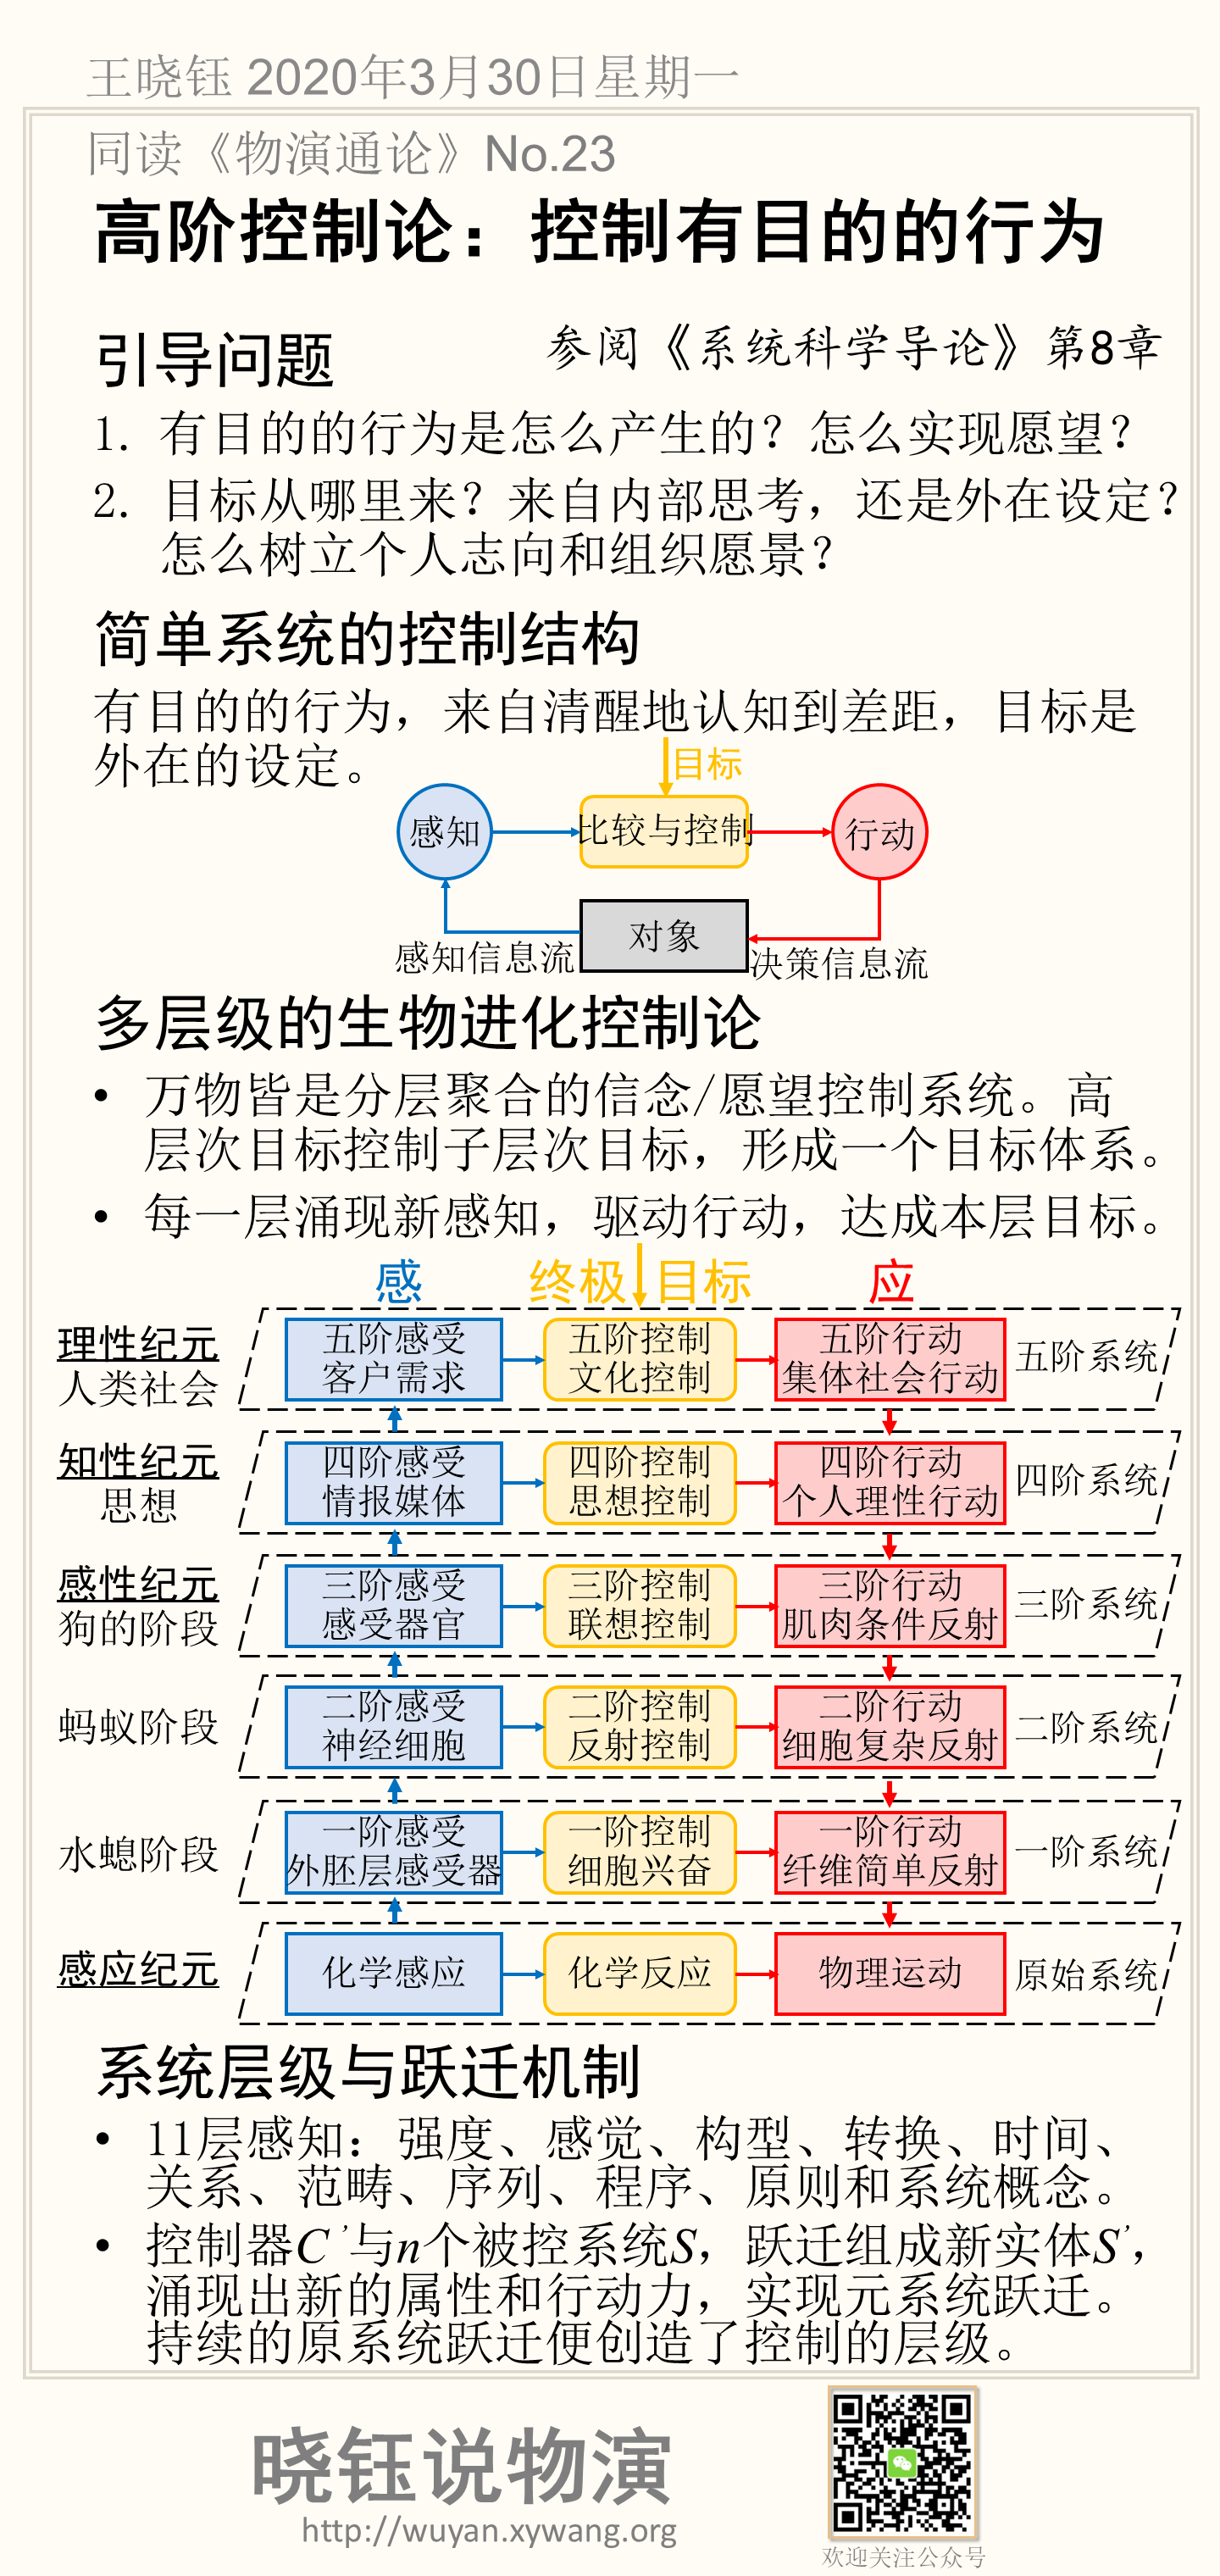 王晓钰 2020年3月30日星期一
同读《物演通论》No.23
高阶控制论：控制有目的的行为
引导问题
参阅《系统科学导论》第8章
1. 有目的的行为是怎么产生的？怎么实现愿望？
2. 目标从哪里来？来自内部思考，还是外在设定？
怎么树立个人志向和组织愿景？
简单系统的控制结构
有目的的行为，来自清醒地认知到差距，目标是
外在的设定。
目标
感知
比较与控制
行动
对象
感知信息流
决策信息流
多层级的生物进化控制论
• 万物皆是分层聚合的信念/愿望控制系统。高
层次目标控制子层次目标，形成一个目标体系。
• 每一层涌现新感知，驱动行动，达成本层目标。
感
终极 目标
应
理性纪元
人类社会
五阶感受
客户需求
五阶控制
文化控制
五阶行动
集体社会行动
五阶系统
知性纪元
思想
四阶感受
情报媒体
四阶控制
思想控制
四阶行动
个人理性行动
四阶系统
感性纪元
狗的阶段
三阶感受
感受器官
三阶控制
联想控制
三阶行动
肌肉条件反射
三阶系统
蚂蚁阶段
二阶感受
神经细胞
二阶控制
反射控制
二阶行动
细胞复杂反射
二阶系统
水螅阶段
一阶感受
外胚层感受器
一阶控制
细胞兴奋
一阶行动
纤维简单反射
一阶系统
感应纪元
化学感应
化学反应
物理运动
原始系统
系统层级与跃迁机制
• 11层感知：强度、感觉、构型、转换、时间、
关系、范畴、序列、程序、原则和系统概念。
• 控制器C’与n个被控系统S，跃迁组成新实体S’，
涌现出新的属性和行动力，实现元系统跃迁。
持续的原系统跃迁便创造了控制的层级。
晓钰说物演
http://wuyan.xywang.org
欢迎关注公众号